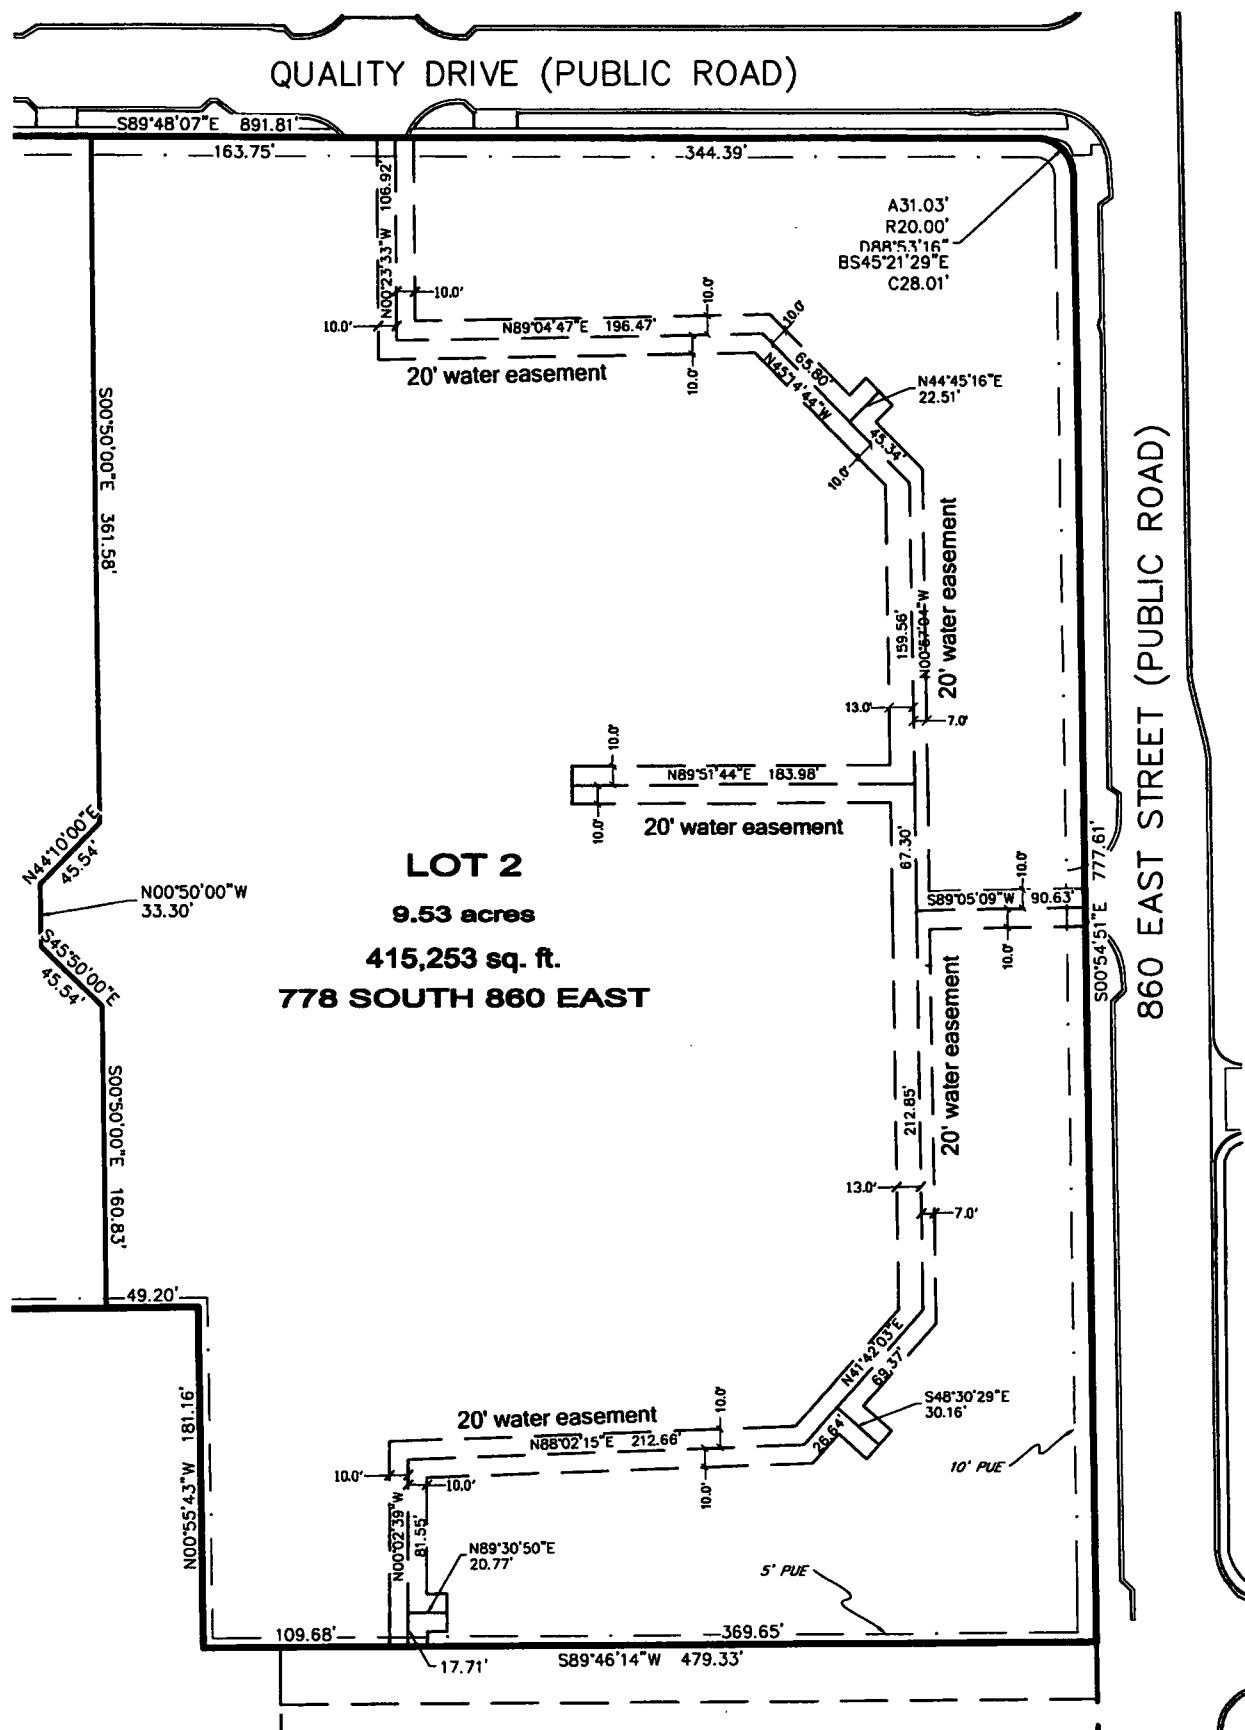 QUALITY DRIVE (PUBLIC ROAD)
S89°48'07"E 891.81'
163.75'
344.39'
A31.03'
R20.00'
D88°53'16"
BS45°21'29"E
C28.01'
N00°23'33"W 106.92'
10.0'
10.0'
N89°04'47"E 196.47'
10.0'
10.0'
20' water easement
10.0'
65.80'
N45°14'44"W
N44°45'16"E
22.51'
45.34'
10.0'
S00°50'00"E 361.58'
20' water easement
159.56'
N00°57'04"W
860 EAST STREET (PUBLIC ROAD)
13.0'
7.0'
10.0'
N89°51'44"E 183.98'
10.0'
20' water easement
67.30'
N44°10'00"E
45.54'
LOT 2
9.53 acres
415,253 sq. ft.
778 SOUTH 860 EAST
N00°50'00"W
33.30'
10.0'
S89°05'09"W 90.63'
10.0'
S00°54'51"E 777.61'
S45°50'00"E
45.54'
20' water easement
212.85'
S00°50'00"E 160.83'
13.0'
7.0'
49.20'
N41°42'03"E
69.37'
S48°30'29"E
30.16'
26.64'
N00°55'43"W 181.16'
20' water easement
N88°02'15"E 212.66'
10.0'
10.0'
10' PUE
10.0'
10.0'
N00°02'39"W
81.55'
N89°30'50"E
20.77'
5' PUE
109.68'
369.65'
17.71'
S89°46'14"W 479.33'